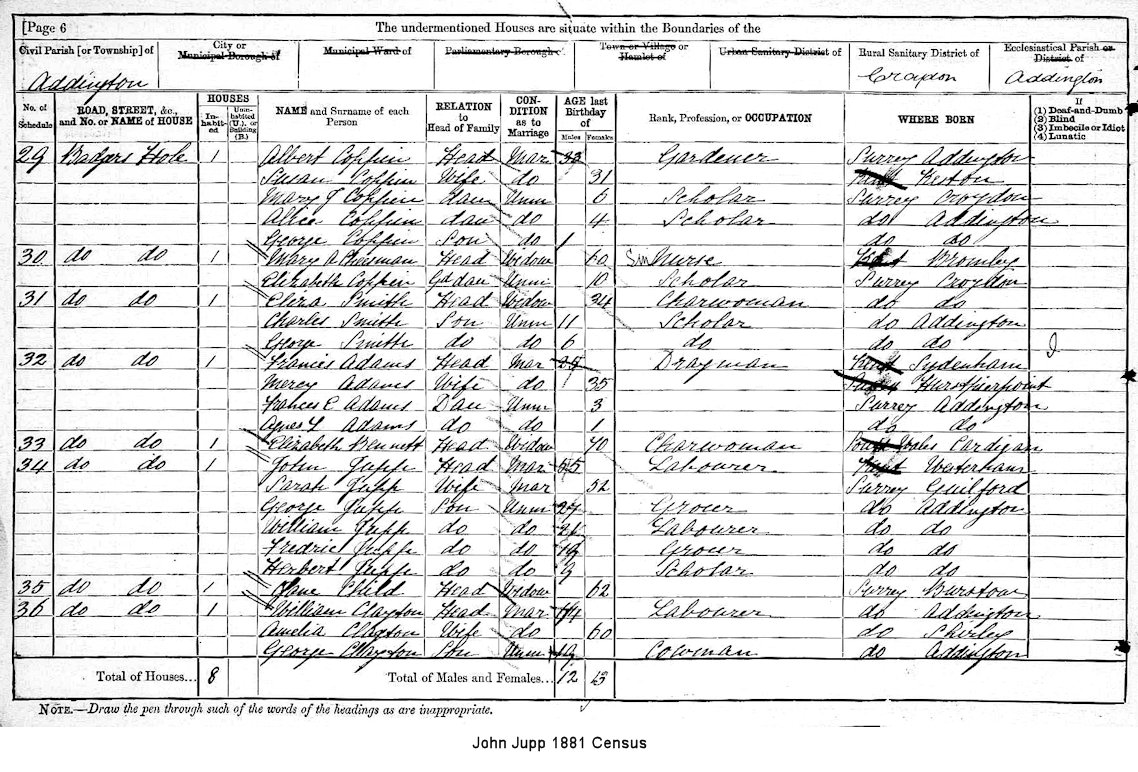 [Page 6 The undermentioned Houses are situate within the Boundaries of the
Civil Parish [or Township] of City or Municipal Borough of Municipal Ward of Parliamentary Borough of Town or Village or Hamlet of Urban Sanitary District of Rural Sanitary District of Ecclesiastical Parish or District of
Addington Croydon Addington
No. of Schedule ROAD, STREET, &c., and No. or NAME of HOUSE HOUSES Inhabited Uninhabited (U.), or Building (B.) NAME and Surname of each Person RELATION to Head of Family CONDITION as to Marriage AGE last Birthday of Males Females Rank, Profession, or OCCUPATION WHERE BORN If (1) Deaf-and-Dumb (2) Blind (3) Imbecile or Idiot (4) Lunatic
29 Badgers Hole 1 Albert Coppin Head Mar 33 Gardener Surrey Addington
Susan Coppin Wife do 31 Kent Keston
Mary J Coppin Dau Unm 6 Scholar Surrey Croydon
Alice Coppin dau do 4 Scholar do Addington
George Coppin Son do 1 do do
30 do do 1 Mary A Head Widow 60 Nurse Kent Bromley
Elizabeth Coppin Gd dau Unm 10 Scholar Surrey Croydon
31 do do 1 Clara Smith Head Widow 34 Charwoman do do
Charles Smith Son Unm 11 Scholar do Addington
George Smith do do 6 do do do
32 do do 1 Francis Adams Head Mar Drayman Kent Sydenham
Mercy Adams Wife do 35 Hurstpierpoint
Frances E Adams Dau Unm 3 Surrey Addington
Agnes L Adams do do 1 do do
33 do do 1 Elizabeth Bennett Head Widow 40 Charwoman South Wales Cardigan
34 do do 1 John Jupp Head Mar 55 Labourer Kent Westerham
Sarah Jupp Wife Mar 52 Surrey Guilford
George Jupp Son Unm 27 Grocer do Addington
William Jupp do do 21 Labourer do do
Fredric Jupp do do 19 Grocer do do
Herbert Jupp do do 9 Scholar do do
35 do do 1 Jane Child Head Widow 62 Surrey Burstow
36 do do 1 William Clayton Head Mar 64 Labourer do Addington
Amelia Clayton Wife do 60 do Shirley
George Clayton Son Unm 19 Cowman do Addington
Total of Houses... 8 Total of Males and Females... 12 13
NOTE.—Draw the pen through such of the words of the headings as are inappropriate.
John Jupp 1881 Census